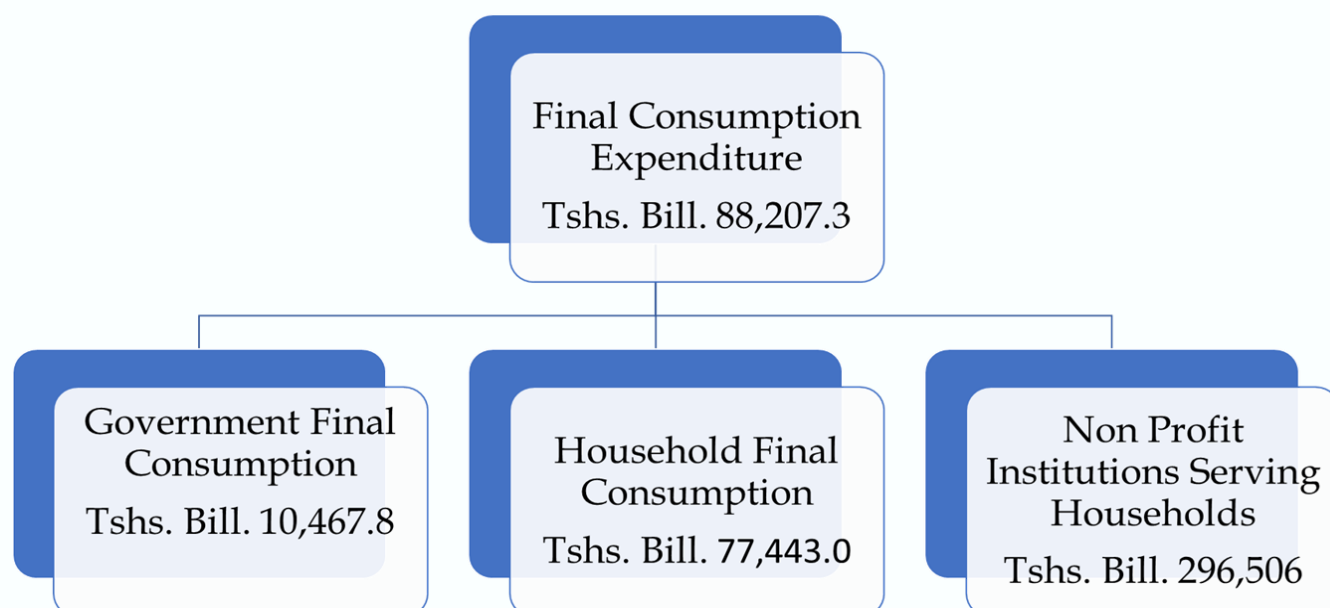 Final Consumption
Expenditure
Tshs. Bill. 88,207.3
Government Final
Consumption
Tshs. Bill. 10,467.8
Household Final
Consumption
Tshs. Bill. 77,443.0
Non Profit
Institutions Serving
Households
Tshs. Bill. 296,506